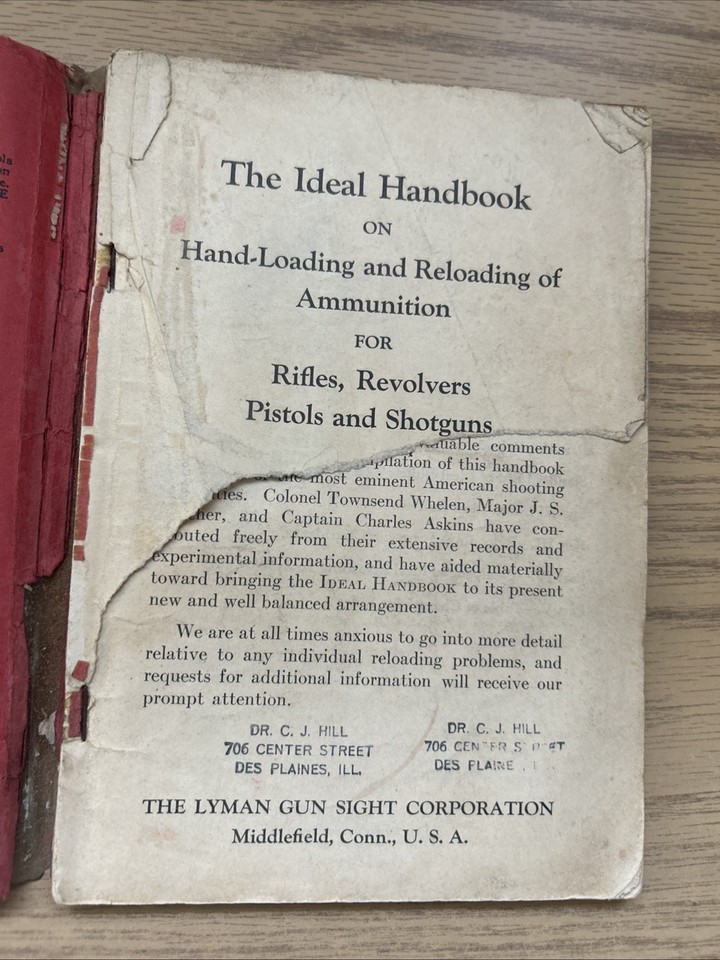 The Ideal Handbook
ON
Hand-Loading and Reloading of
Ammunition
FOR
Rifles, Revolvers
Pistols and Shotguns
comments
of this handbook
most eminent American shooting
Colonel Townsend Whelen, Major J. S.
and Captain Charles Askins have con-
freely from their extensive records and
experimental information, and have aided materially
toward bringing the IDEAL HANDBOOK to its present
new and well balanced arrangement.
We are at all times anxious to go into more detail
relative to any individual reloading problems, and
requests for additional information will receive our
prompt attention.
DR. C. J. HILL
706 CENTER STREET
DES PLAINES, ILL.
DR. C. J. HILL
706
DES
THE LYMAN GUN SIGHT CORPORATION
Middlefield, Conn., U. S. A.